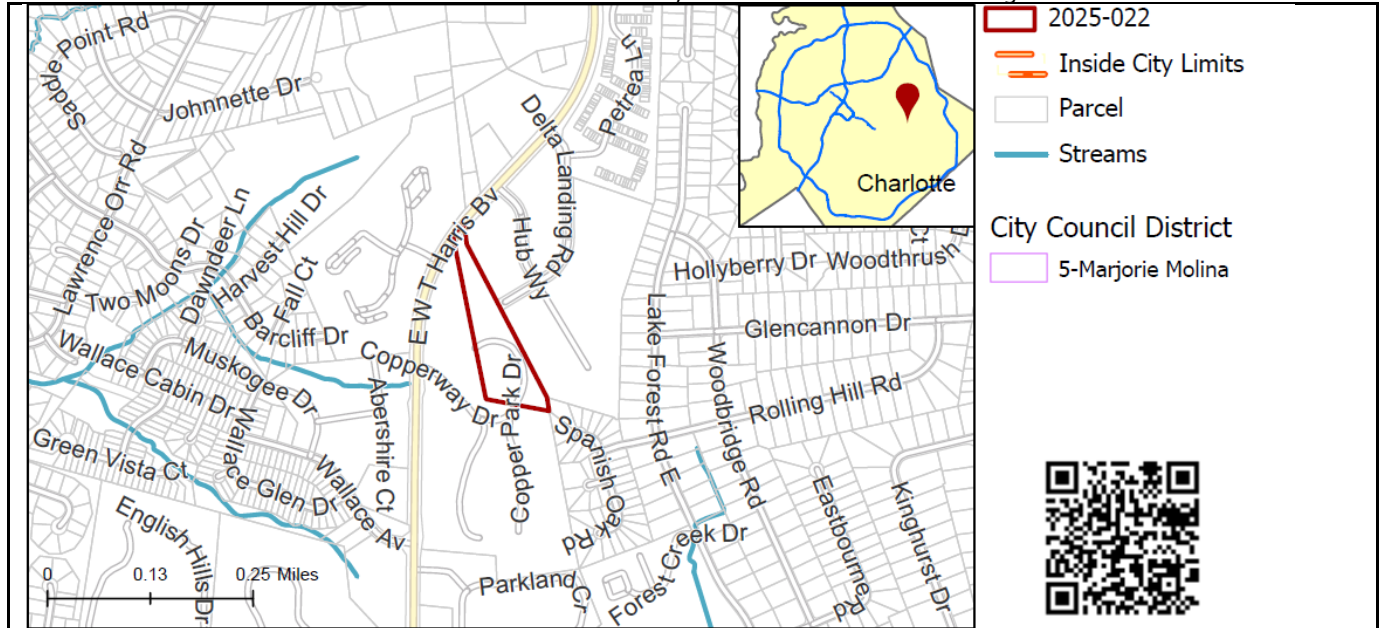 Saddle Point Rd
Johnnette Dr
Lawrence Orr Rd
Two Moons Dr
Dawndeer Ln
Harvest Hill Dr
Fall Ct
Barcliff Dr
Wallace Cabin Dr
Muskogee Dr
Wallace Glen Dr
Green Vista Ct
English Hills Dr
Wallace Av
Abershire Ct
Copperway Dr
E W T Harris Bv
Delta Landing Rd
Petrea Ln
Hub Wy
Copper Park Dr
Spanish Oak Rd
Parkland Cr
Forest Creek Dr
Lake Forest Rd E
Woodbridge Rd
Hollyberry Dr
Woodthrush D
Ct
Glencannon Dr
Rolling Hill Rd
Eastbourne Rd
Kinghurst Dr
0 0.13 0.25 Miles
Charlotte
2025-022
Inside City Limits
Parcel
Streams
City Council District
5-Marjorie Molina